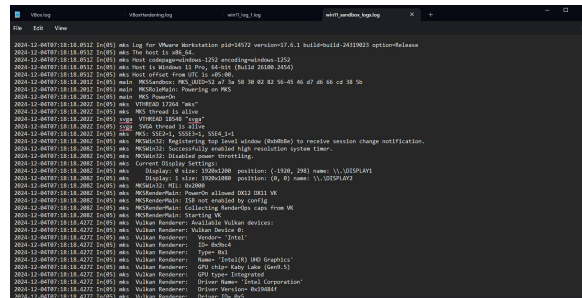 VBox.log VBoxHardening.log win11_log_1.log win11_sandbox_logs.log
File Edit View
2024-12-04T07:18:18.051Z In(05) mks Log for VMware Workstation pid=14572 version=17.6.1 build=build-24319023 option=Release
2024-12-04T07:18:18.051Z In(05) mks The host is x86_64.
2024-12-04T07:18:18.051Z In(05) mks Host codepage=windows-1252 encoding=windows-1252
2024-12-04T07:18:18.051Z In(05) mks Host is Windows 11 Pro, 64-bit (Build 26100.2454)
2024-12-04T07:18:18.051Z In(05) mks Host offset from UTC is +05:00.
2024-12-04T07:18:18.051Z In(05) main MKSSandbox: MKS_UUID=52 a7 3a 58 30 02 82 56-45 46 d7 d6 66 cd 38 5b
2024-12-04T07:18:18.202Z In(05) main MKSRoleMain: Powering on MKS
2024-12-04T07:18:18.202Z In(05) main MKS PowerOn
2024-12-04T07:18:18.202Z In(05) mks VTHREAD 17264 "mks"
2024-12-04T07:18:18.202Z In(05) mks MKS thread is alive
2024-12-04T07:18:18.202Z In(05) svga VTHREAD 18548 "svga"
2024-12-04T07:18:18.202Z In(05) svga SVGA thread is alive
2024-12-04T07:18:18.202Z In(05) mks MKS: SSE2=1, SSSE3=1, SSE4_1=1
2024-12-04T07:18:18.208Z In(05) mks MKSWin32: Registering top level window (0xb0b8e) to receive session change notification.
2024-12-04T07:18:18.208Z In(05) mks MKSWin32: Successfully enabled high resolution system timer.
2024-12-04T07:18:18.208Z In(05) mks MKSWin32: Disabled power throttling.
2024-12-04T07:18:18.208Z In(05) mks Current Display Settings:
2024-12-04T07:18:18.208Z In(05) mks Display: 0 size: 1920x1200 position: (-1920, 298) name: \\.\DISPLAY1
2024-12-04T07:18:18.208Z In(05) mks Display: 1 size: 1920x1080 position: (0, 0) name: \\.\DISPLAY2
2024-12-04T07:18:18.208Z In(05) mks MKSWin32: MIL: 0x2000
2024-12-04T07:18:18.208Z In(05) mks MKSRenderMain: PowerOn allowed DX12 DX11 VK
2024-12-04T07:18:18.208Z In(05) mks MKSRenderMain: ISB not enabled by config
2024-12-04T07:18:18.208Z In(05) mks MKSRenderMain: Collecting RenderOps caps from VK
2024-12-04T07:18:18.208Z In(05) mks MKSRenderMain: Starting VK
2024-12-04T07:18:18.427Z In(05) mks Vulkan Renderer: Available Vulkan devices:
2024-12-04T07:18:18.427Z In(05) mks Vulkan Renderer: Vulkan Device 0:
2024-12-04T07:18:18.427Z In(05) mks Vulkan Renderer: Vendor= 'Intel'
2024-12-04T07:18:18.427Z In(05) mks Vulkan Renderer: ID= 0x9bc4
2024-12-04T07:18:18.427Z In(05) mks Vulkan Renderer: Type= 0x1
2024-12-04T07:18:18.427Z In(05) mks Vulkan Renderer: Name= 'Intel(R) UHD Graphics'
2024-12-04T07:18:18.427Z In(05) mks Vulkan Renderer: GPU chip= Kaby Lake (Gen9.5)
2024-12-04T07:18:18.427Z In(05) mks Vulkan Renderer: GPU type= Integrated
2024-12-04T07:18:18.427Z In(05) mks Vulkan Renderer: Driver Name= 'Intel Corporation'
2024-12-04T07:18:18.427Z In(05) mks Vulkan Renderer: Driver Version= 0x19484f
2024-12-04T07:18:18.427Z In(05) mks Vulkan Renderer: Driver ID= 0x5